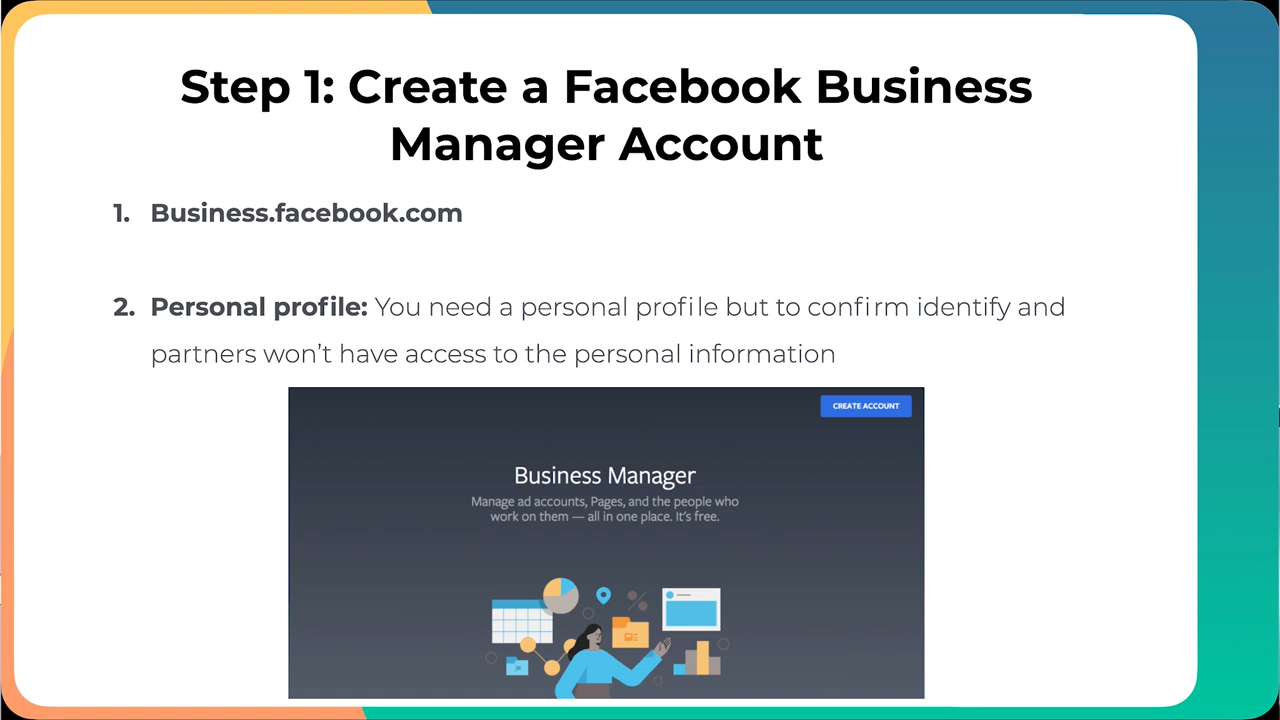 Step 1: Create a Facebook Business
Manager Account
1. Business.facebook.com
2. Personal profile: You need a personal profile but to confirm identify and
partners won't have access to the personal information
CREATE ACCOUNT
Business Manager
Manage ad accounts, Pages, and the people who
work on them — all in one place. It's free.